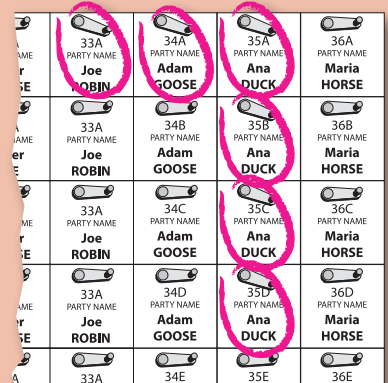 33A
PARTY NAME
Joe
ROBIN
34A
PARTY NAME
Adam
GOOSE
35A
PARTY NAME
Ana
DUCK
36A
PARTY NAME
Maria
HORSE
33A
PARTY NAME
Joe
ROBIN
34B
PARTY NAME
Adam
GOOSE
35B
PARTY NAME
Ana
DUCK
36B
PARTY NAME
Maria
HORSE
33A
PARTY NAME
Joe
ROBIN
34C
PARTY NAME
Adam
GOOSE
35C
PARTY NAME
Ana
DUCK
36C
PARTY NAME
Maria
HORSE
33A
PARTY NAME
Joe
ROBIN
34D
PARTY NAME
Adam
GOOSE
35D
PARTY NAME
Ana
DUCK
36D
PARTY NAME
Maria
HORSE
33A
34E
35E
36E